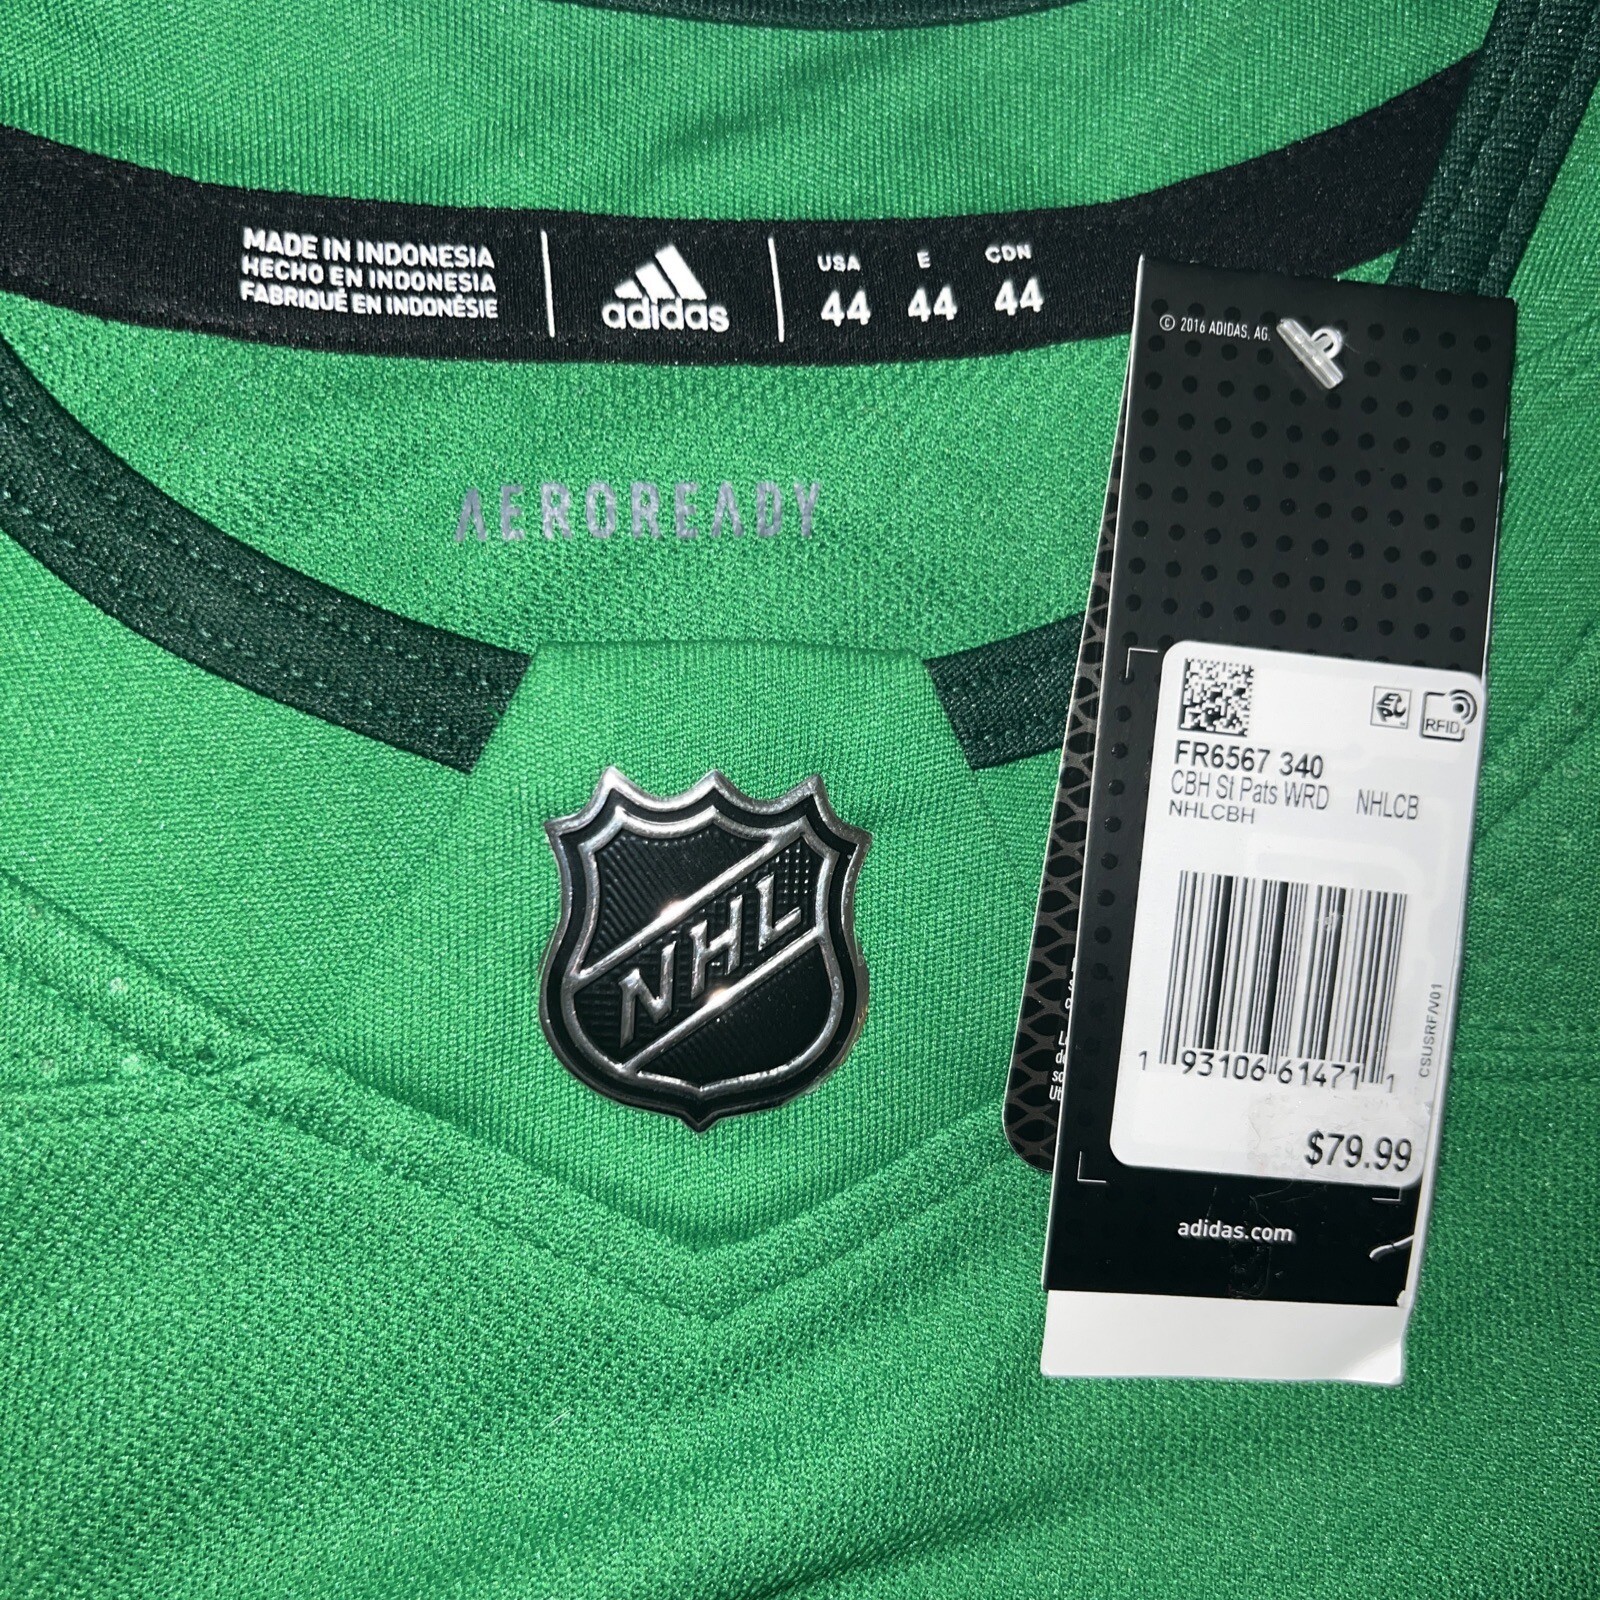 MADE IN INDONESIA
HECHO EN INDONESIA
FABRIQUÉ EN INDONÉSIE
adidas
USA E CDN
44 44 44
AEROREADY
NHL
© 2016 ADIDAS, AG.
RFID
FR6567 340
CBH St Pats WRD NHLCB
NHLCBH
1 93106 61471 1
CSUSRFAV01
$79.99
adidas.com